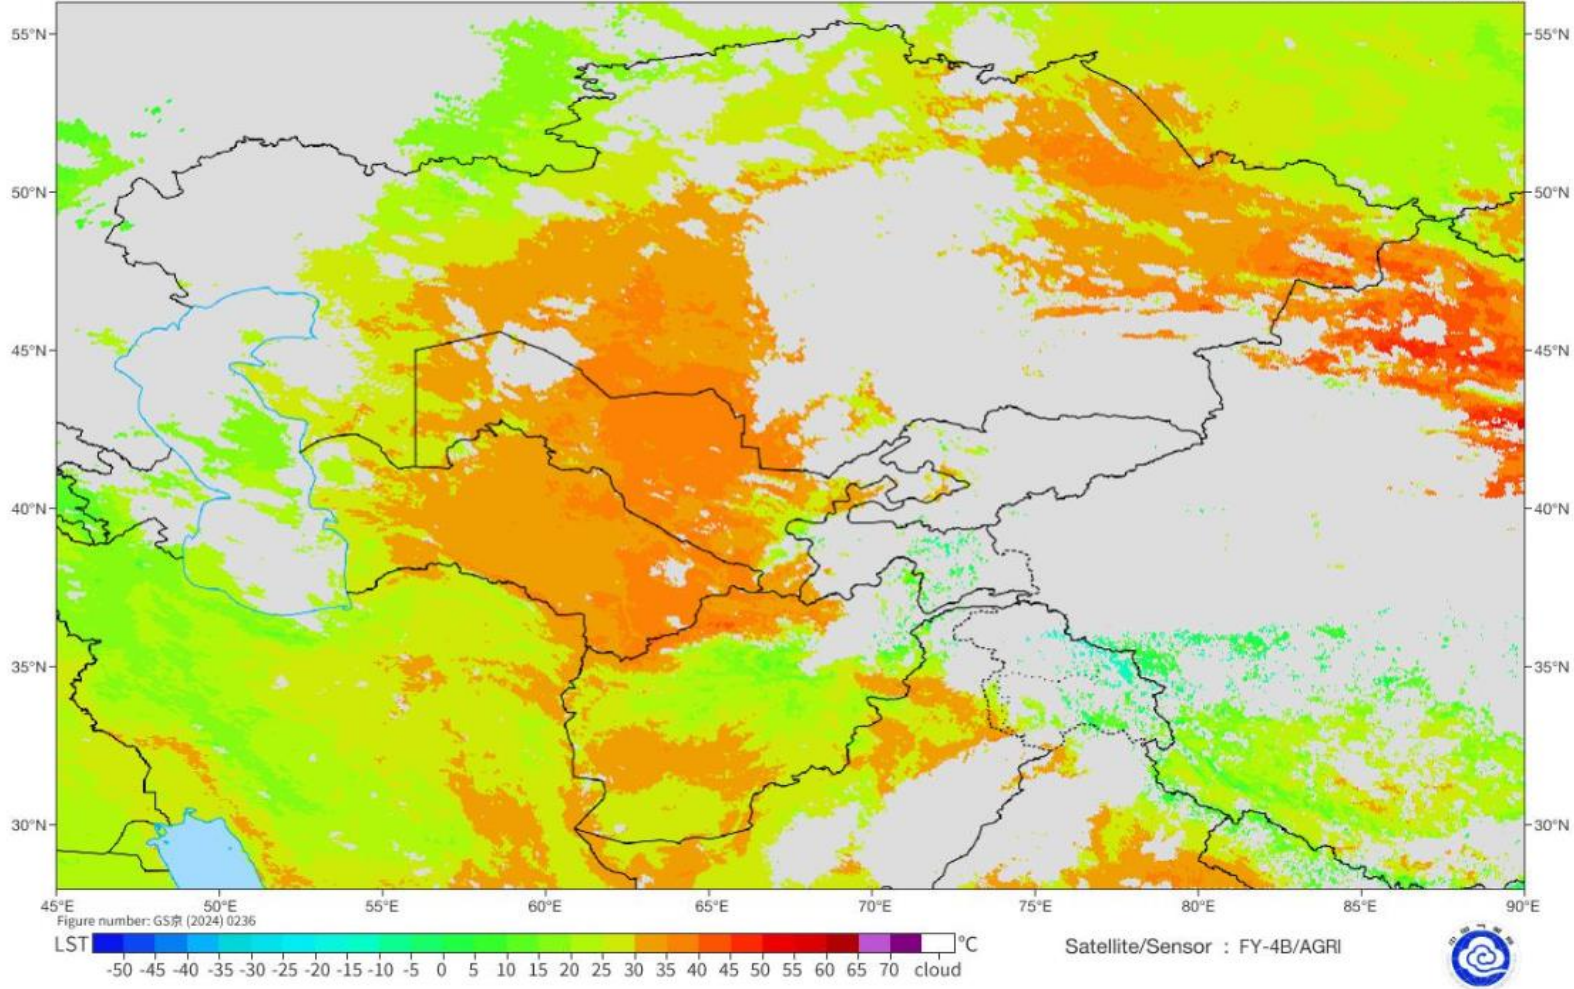 55°N
55°N
50°N
50°N
45°N
45°N
40°N
40°N
35°N
35°N
30°N
30°N
45°E 50°E 55°E 60°E 65°E 70°E 75°E 80°E 85°E 90°E
Figure number: GS京 (2024) 0236
LST °C
-50 -45 -40 -35 -30 -25 -20 -15 -10 -5 0 5 10 15 20 25 30 35 40 45 50 55 60 65 70 cloud
Satellite/Sensor : FY-4B/AGRI